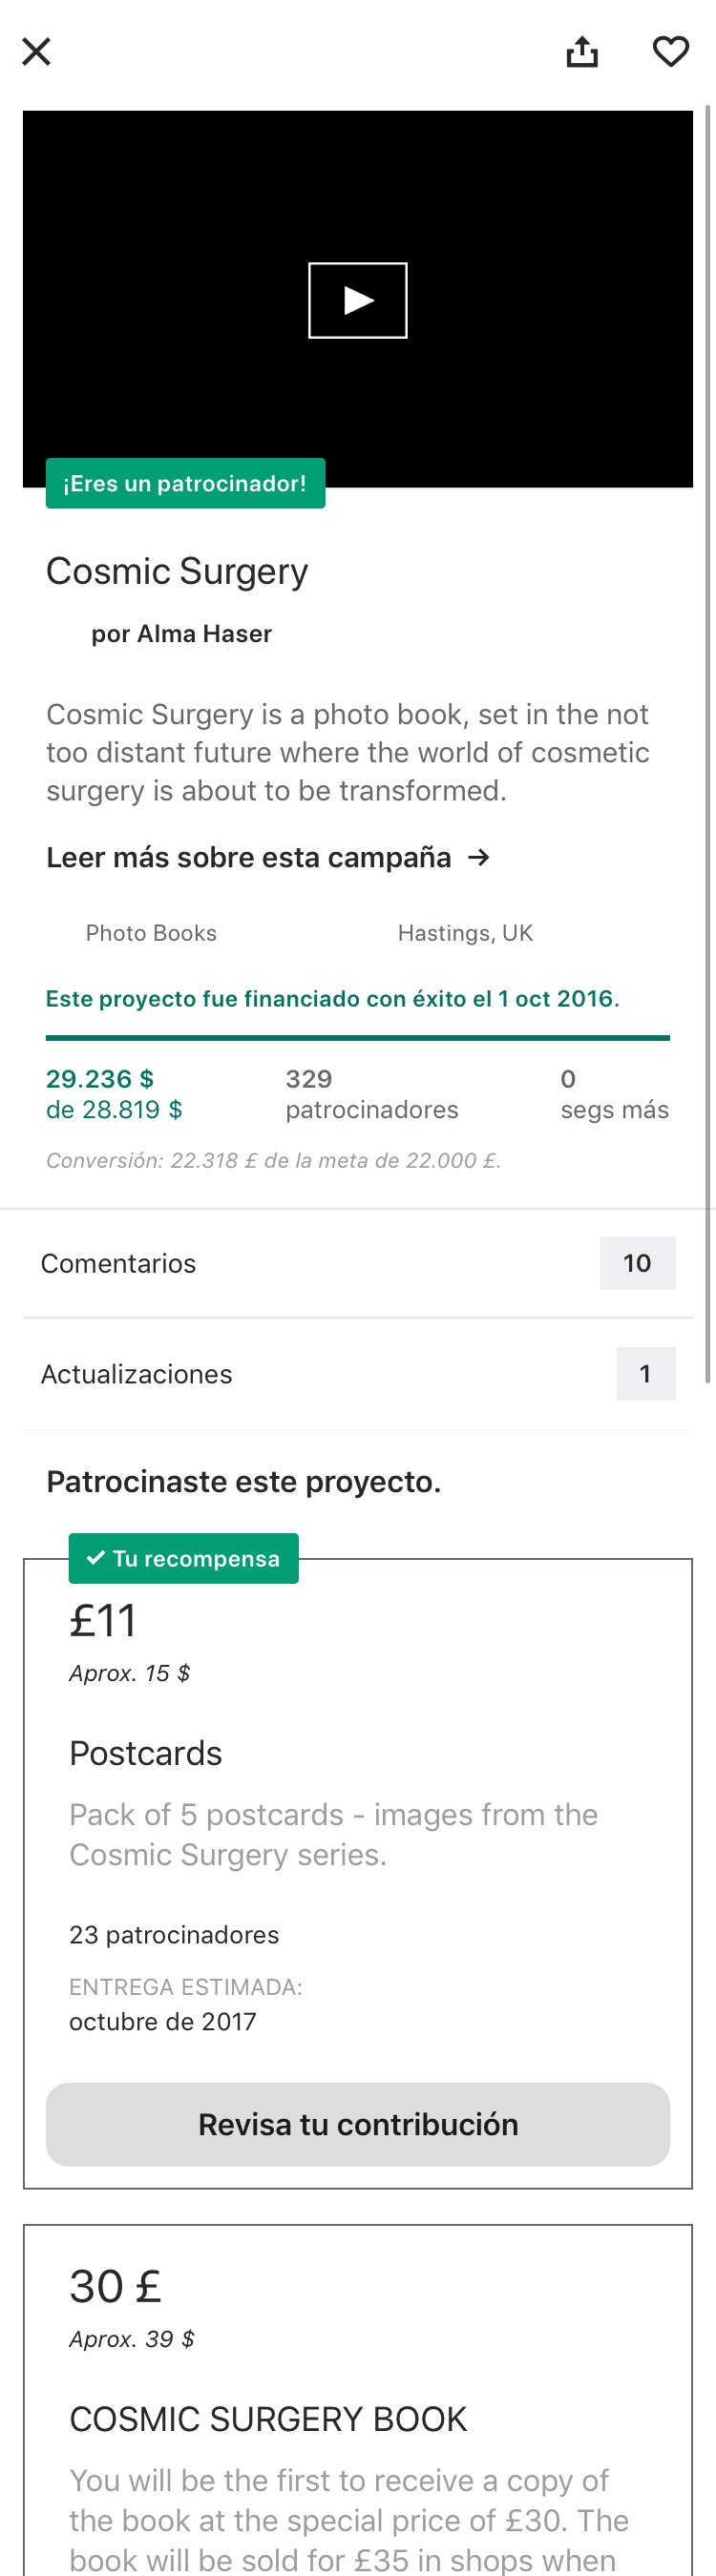 ¡Eres un patrocinador!
Cosmic Surgery
por Alma Haser
Cosmic Surgery is a photo book, set in the not
too distant future where the world of cosmetic
surgery is about to be transformed.
Leer más sobre esta campaña →
Photo Books
Hastings, UK
Este proyecto fue financiado con éxito el 1 oct 2016.
29.236 $
de 28.819 $
329
patrocinadores
0
segs más
Conversión: 22.318 £ de la meta de 22.000 £.
Comentarios
10
Actualizaciones
1
Patrocinaste este proyecto.
✓ Tu recompensa
£11
Aprox. 15 $
Postcards
Pack of 5 postcards - images from the
Cosmic Surgery series.
23 patrocinadores
ENTREGA ESTIMADA:
octubre de 2017
Revisa tu contribución
30 £
Aprox. 39 $
COSMIC SURGERY BOOK
You will be the first to receive a copy of
the book at the special price of £30. The
book will be sold for £35 in shops when